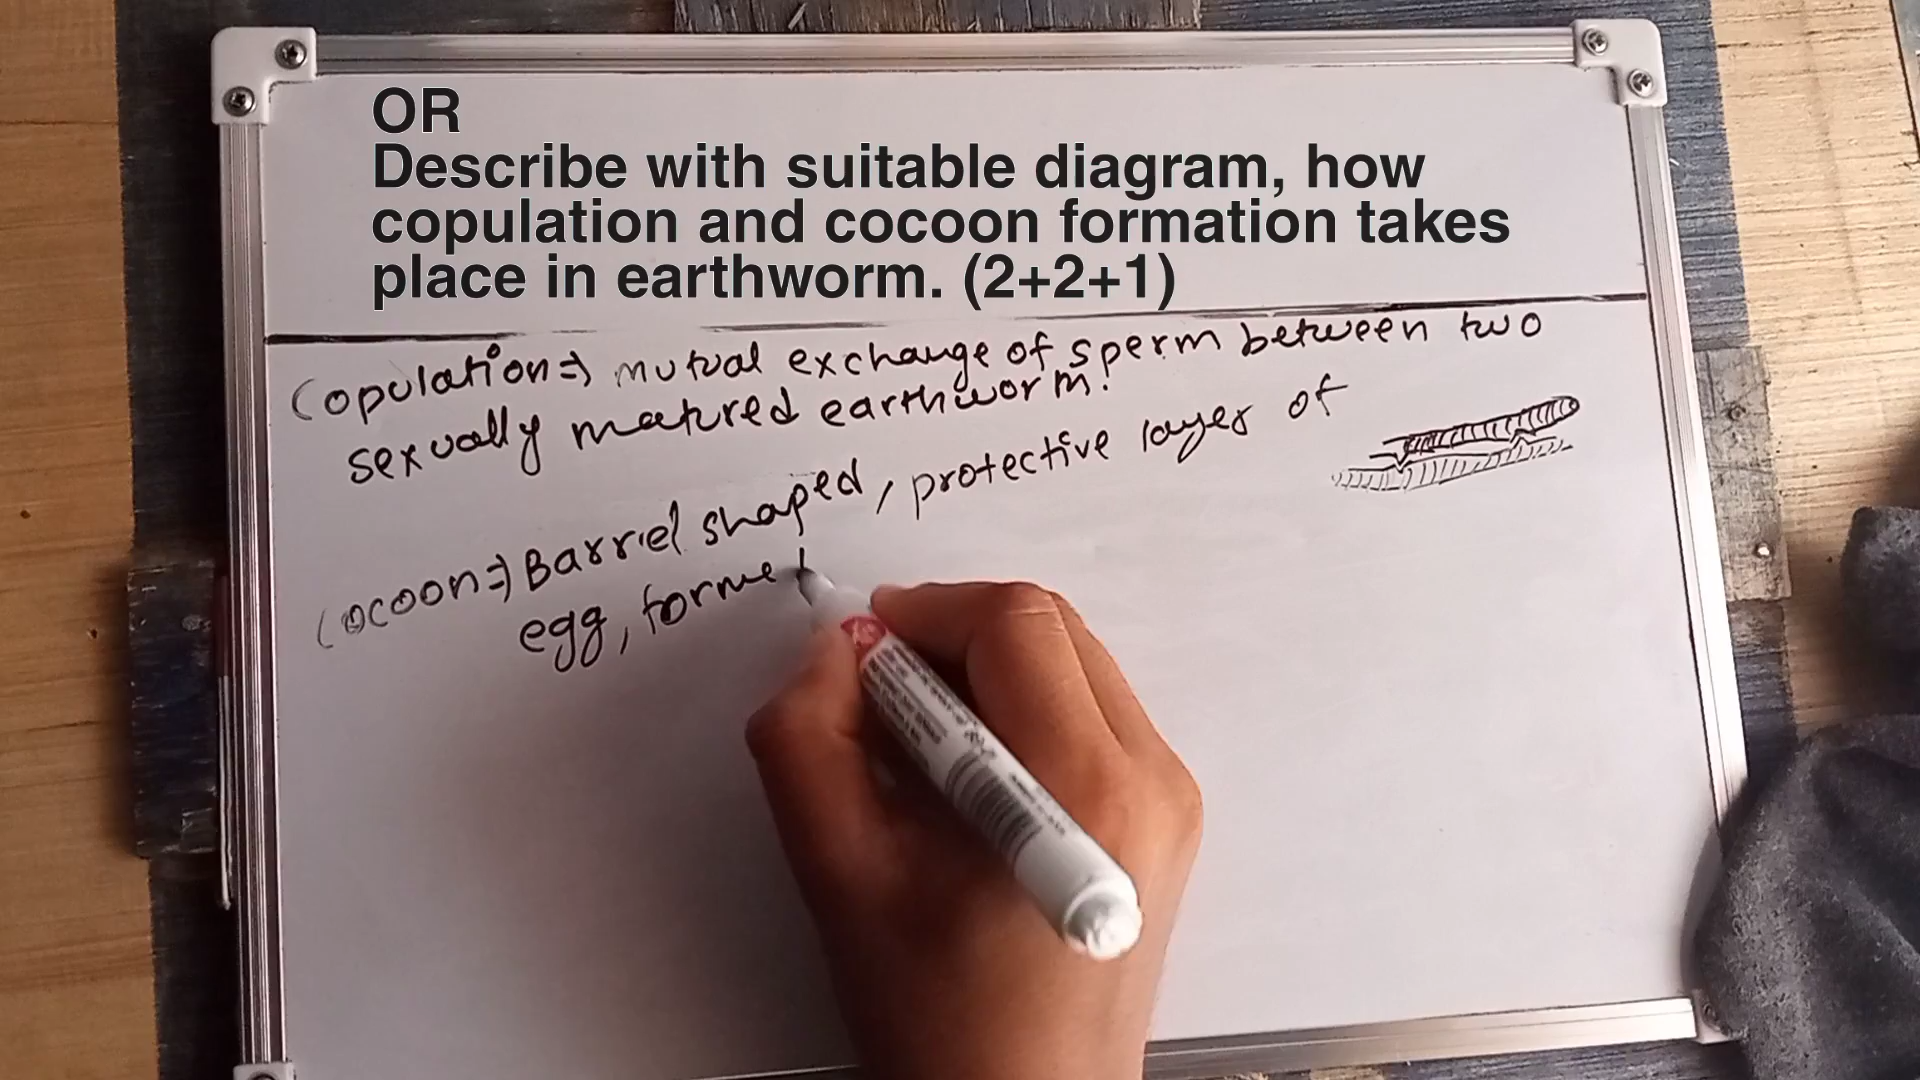 OR
Describe with suitable diagram, how
copulation and cocoon formation takes
place in earthworm. (2+2+1)
Copulation⇒ mutual exchange of sperm between two
sexually matured earthworm.
Cocoon⇒ Barrel shaped, protective layer of
egg, formed